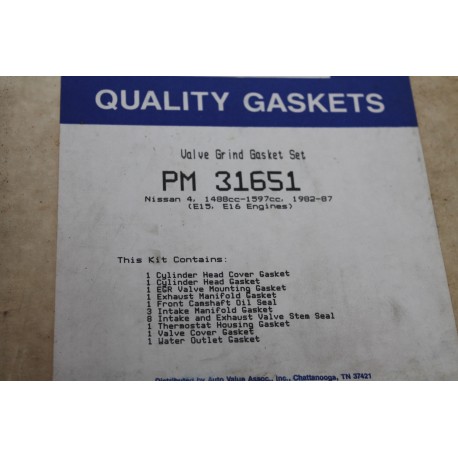 QUALITY GASKETS
Valve Grind Gasket Set
PM 31651
Nissan 4, 1488cc-1597cc, 1982-87
(E15, E16 Engines)
This Kit Contains:
1 Cylinder Head Cover Gasket
1 Cylinder Head Gasket
1 EGR Valve Mounting Gasket
1 Exhaust Manifold Gasket
1 Front Camshaft Oil Seal
3 Intake Manifold Gasket
8 Intake and Exhaust Valve Stem Seal
1 Thermostat Housing Gasket
1 Valve Cover Gasket
1 Water Outlet Gasket
Distributed by Auto Value Assoc., Inc., Chattanooga, TN 37421